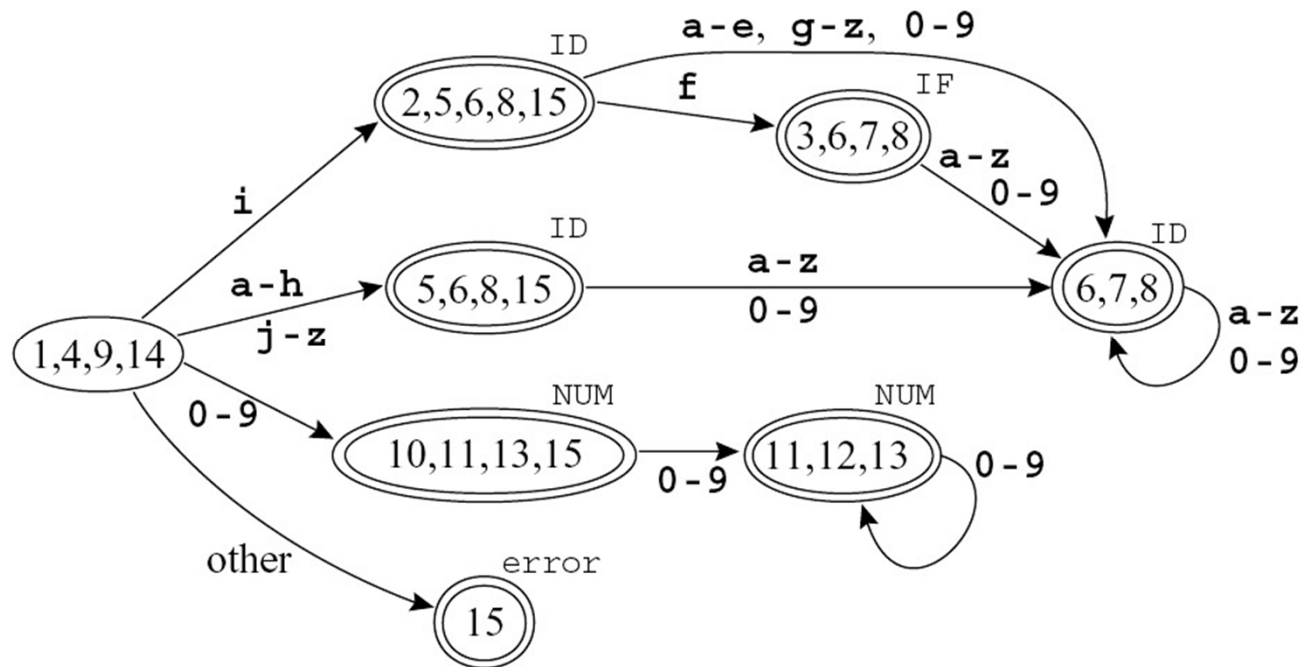 a-e, g-z, 0-9
ID
2,5,6,8,15
f
IF
3,6,7,8
a-z
0-9
i
ID
5,6,8,15
a-h
j-z
a-z
0-9
ID
6,7,8
a-z
0-9
1,4,9,14
0-9
NUM
10,11,13,15
0-9
NUM
11,12,13
0-9
other
error
15